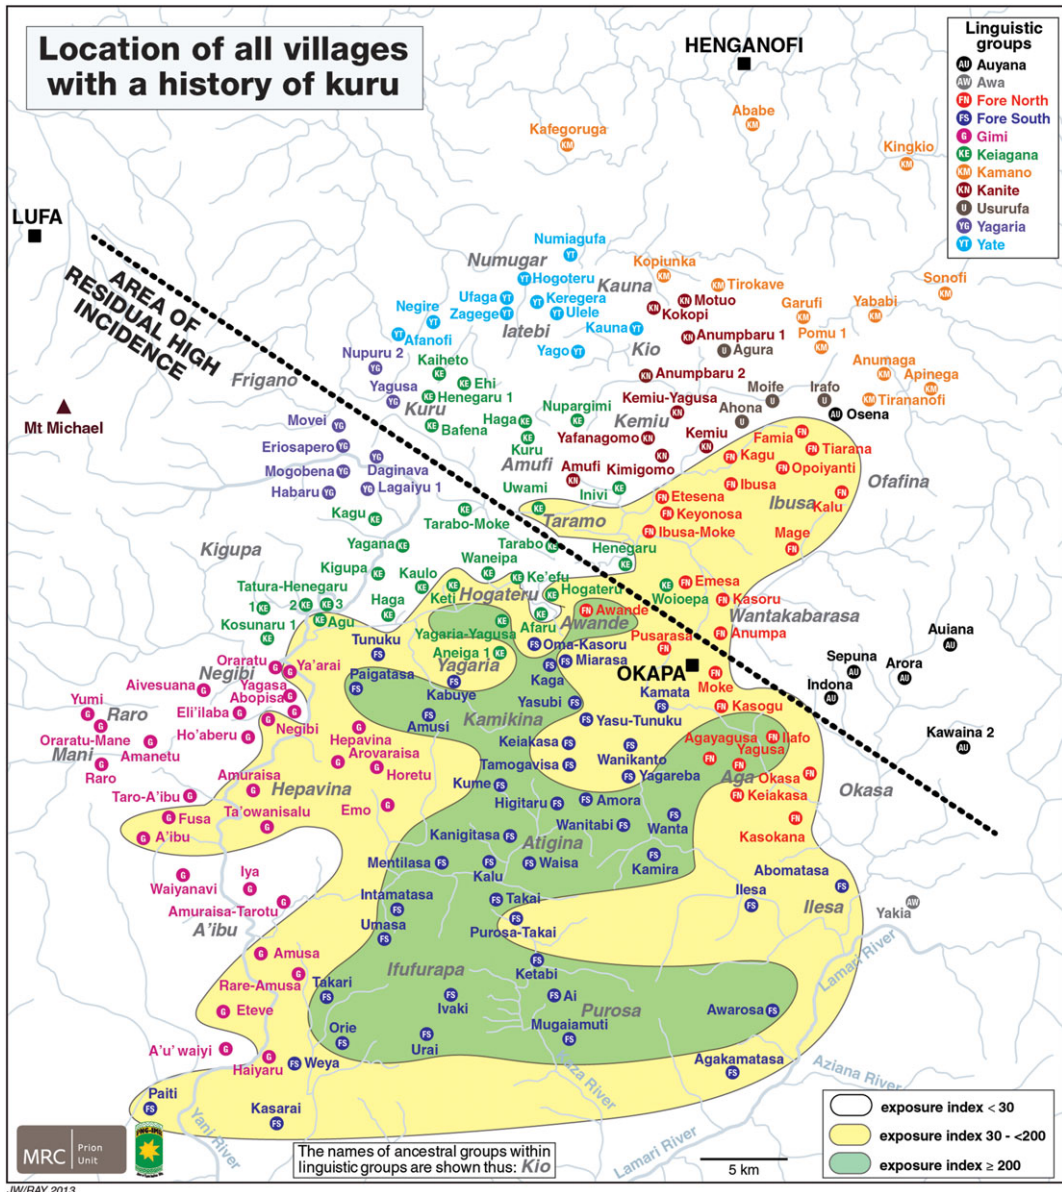 Location of all villages
with a history of kuru
HENGANOFI
Linguistic
groups
AU Auyana
AW Awa
FN Fore North
FS Fore South
G Gimi
KE Keiagana
KM Kamano
KN Kanite
U Usurufa
YG Yagaria
YT Yate
Ababe
Kafegoruga
Kingkio
LUFA
AREA OF
RESIDUAL HIGH
INCIDENCE
Numugar
Numiagufa
Hogoteru
Kauna
Kopiunka
Tirokave
Sonofi
Ufaga
Zagege
Keregera
Ulele
Motuo
Kokopi
Garufi
Yababi
Negire
Afanofi
Iatebi
Kauna
Anumpbaru 1
Pomu 1
Nupuru 2
Yago
Kio
Agura
Frigano
Kaiheto
Anumpbaru 2
Anumaga
Apinega
Mt Michael
Yagusa
Ehi
Henegaru 1
Kemiu-Yagusa
Moife
Irafo
Tirananofi
Kuru
Nupargimi
Ahona
Osena
Movei
Bafena
Haga
Kuru
Kemiu
Yafanagomo
Kemiu
Famia
Tiarana
Eriosapero
Daginava
Amufi
Amufi
Kimigomo
Kagu
Opoiyanti
Mogobena
Habaru
Lagaiyu 1
Uwami
Inivi
Ibusa
Ibusa
Kalu
Ofafina
Kagu
Tarabo-Moke
Taramo
Etesena
Keyonosa
Ibusa-Moke
Mage
Kigupa
Yagana
Tarabo
Henegaru
Kigupa
Kaulo
Waneipa
Ke'efu
Emesa
Tatura-Henegaru
1 2 3
Keti
Hogateru
Hogateru
Woioepa
Kasoru
Wantakabarasa
Kosunaru 1
Agu
Haga
Afaru
Awande
Awande
Anumpa
Auiana
Yagaria-Yagusa
Aneiga 1
Oma-Kasoru
Miarasa
Pusarasa
Negibi
Tunuku
Yagaria
Sepuna
Arora
Oraratu
Ya'arai
Paigatasa
Kaga
OKAPA
Moke
Indona
Aivesuana
Yagasa
Abopisa
Kabuye
Yasubi
Kamata
Kasogu
Yumi
Raro
Eli'ilaba
Amusi
Kamikina
Yasu-Tunuku
Kawaina 2
Oraratu-Mane
Ho'aberu
Negibi
Hepavina
Keiakasa
Agayagusa
Ilafo
Yagusa
Mani
Amanetu
Arovaraisa
Tamogavisa
Wanikanto
Raro
Horetu
Yagareba
Aga
Okasa
Okasa
Amuraisa
Hepavina
Kume
Keiakasa
Taro-A'ibu
Emo
Higitaru
Amora
Fusa
Ta'owanisalu
Wanitabi
Wanta
Kasokana
A'ibu
Kanigitasa
Atigina
Mentilasa
Kalu
Waisa
Kamira
Waiyanavi
Iya
Abomatasa
Intamatasa
Takai
Ilesa
Ilesa
Amuraisa-Tarotu
Yakia
A'ibu
Umasa
Purosa-Takai
Amusa
Ifufurapa
Ketabi
Lamari River
Rare-Amusa
Takari
Ivaki
Ai
Purosa
Awarosa
Eteve
Orie
Urai
Mugaiamuti
A'u' waiyi
Haiyaru
Weya
Agakamatasa
Aziana River
Paiti
Yani River
Kasarai
Lamari River
exposure index < 30
exposure index 30 - <200
exposure index ≥ 200
MRC Prion
Unit
The names of ancestral groups within
linguistic groups are shown thus: Kio
5 km
JW/RAY 2013